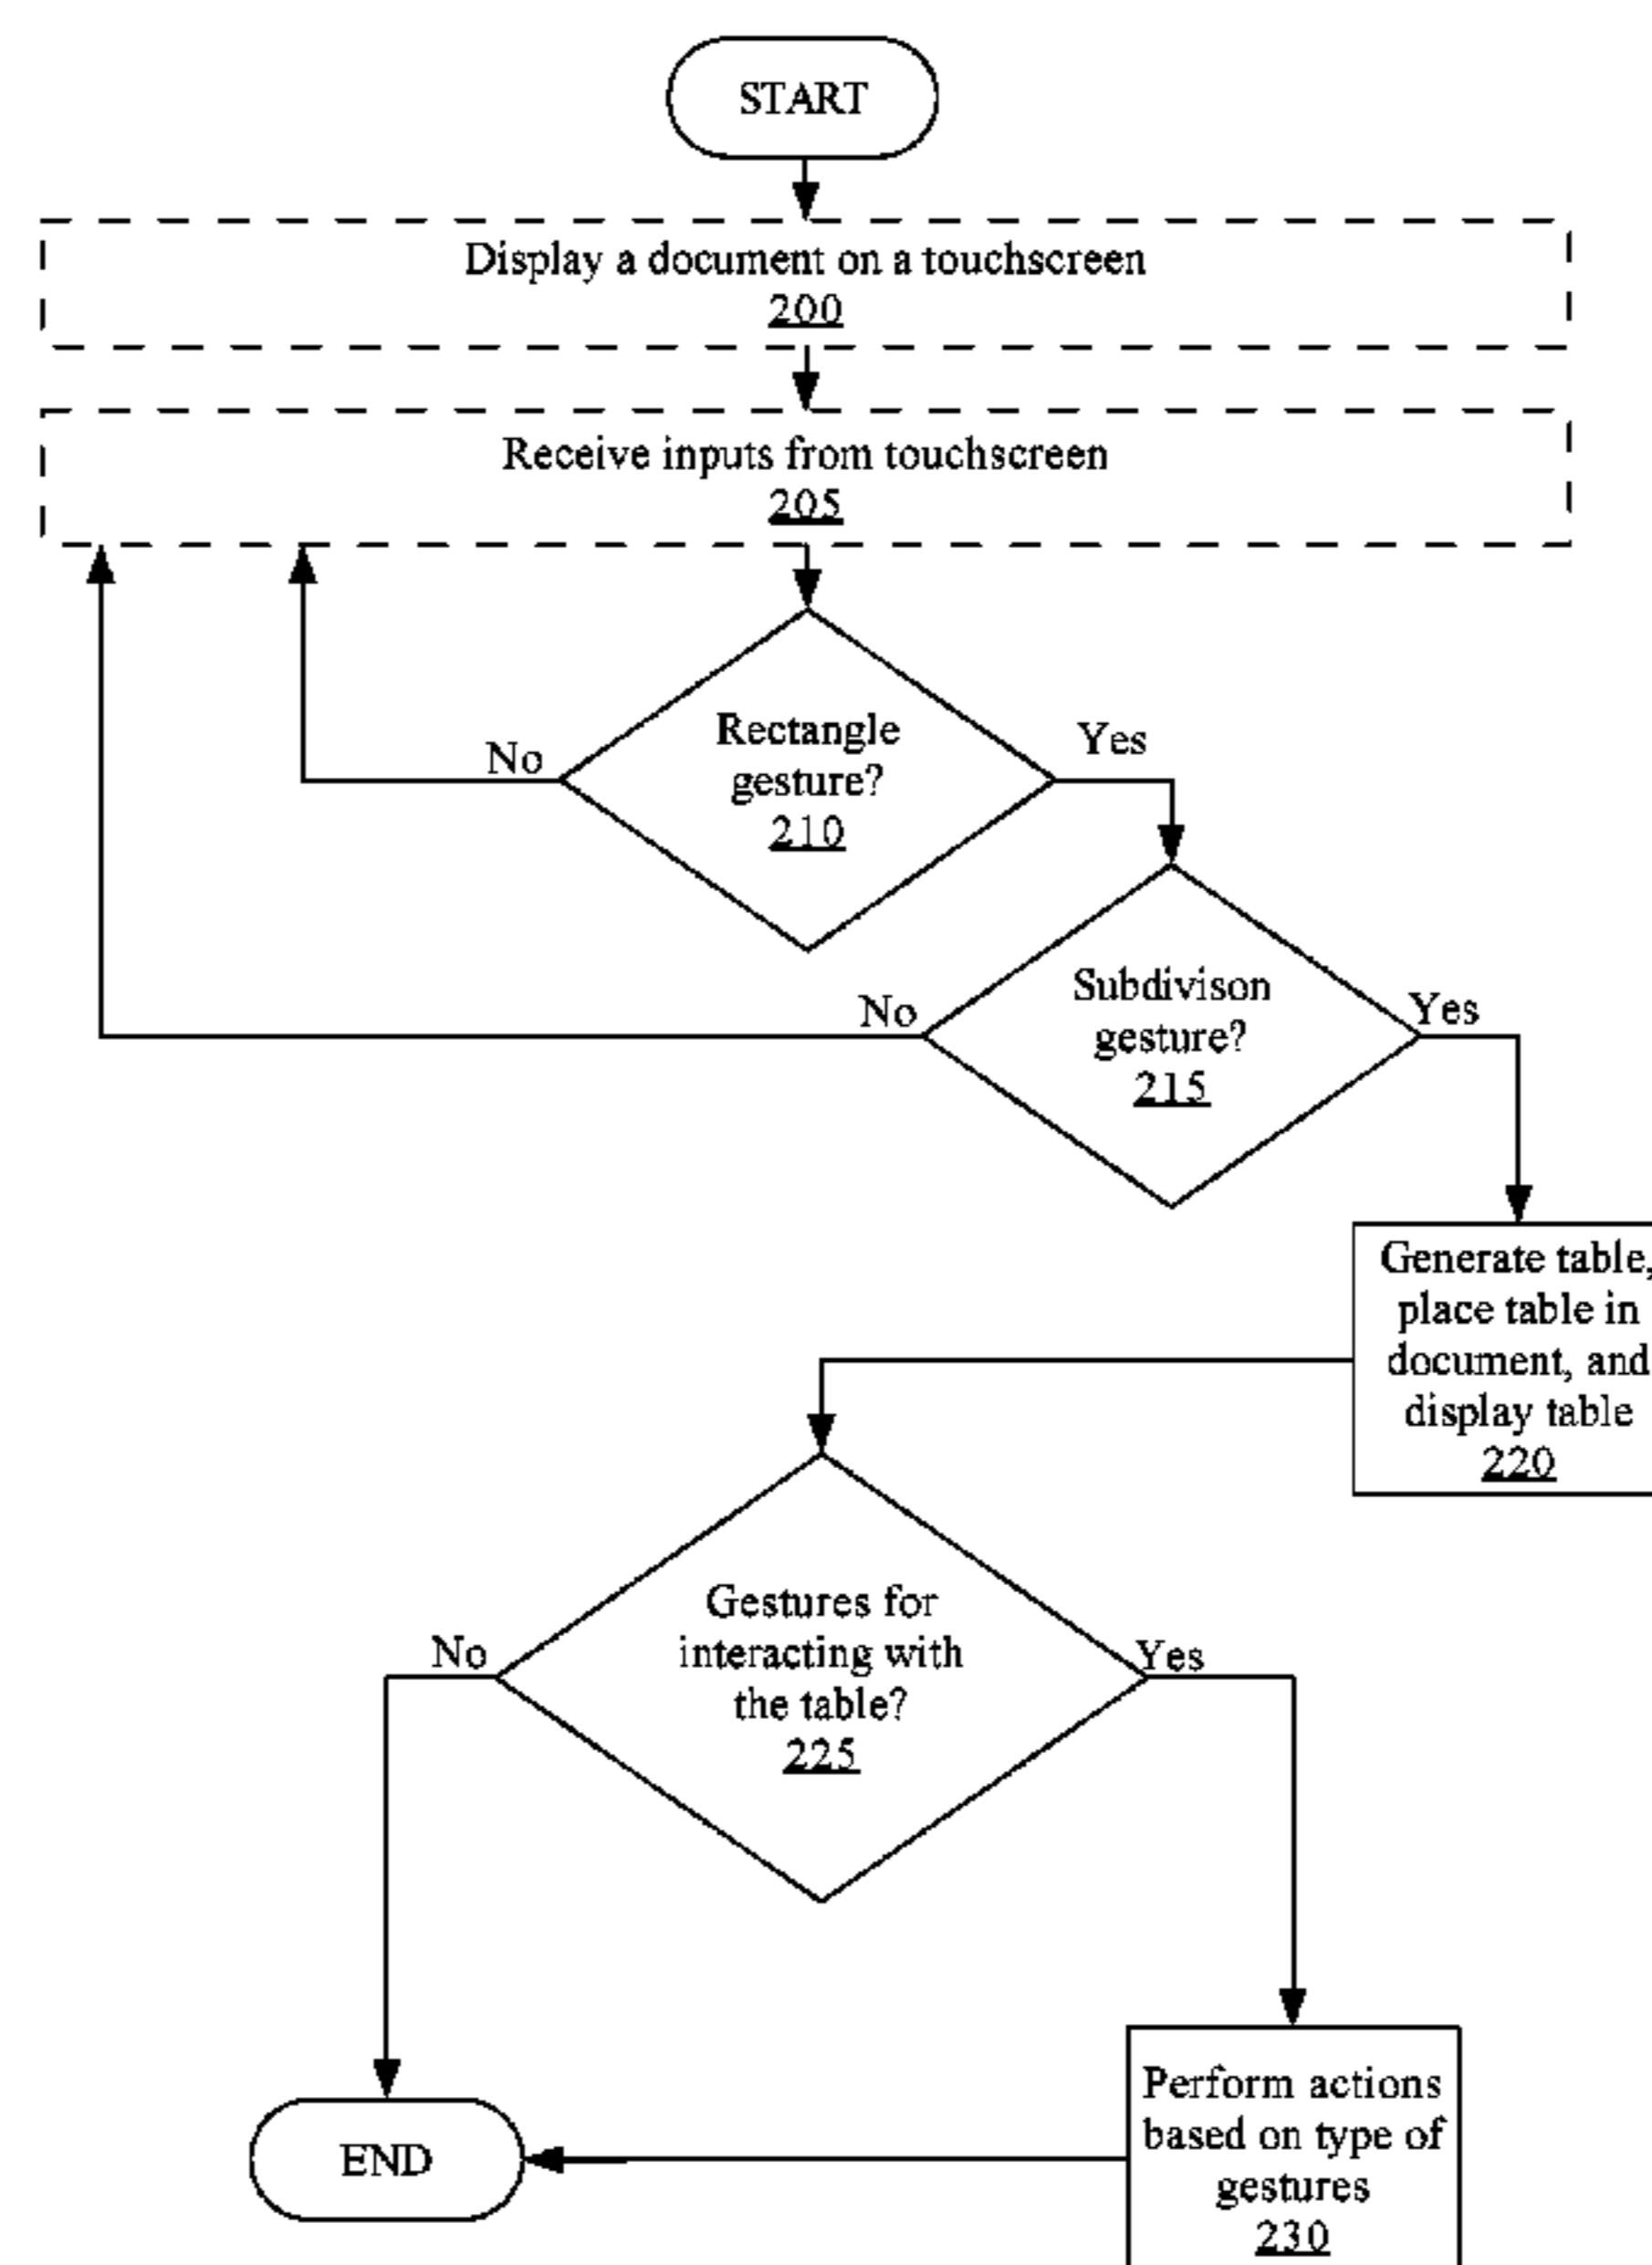 START
Display a document on a touchscreen
200
Receive inputs from touchscreen
205
Rectangle
gesture?
210
No
Yes
Subdivison
gesture?
215
No
Yes
Generate table,
place table in
document, and
display table
220
Gestures for
interacting with
the table?
225
No
Yes
Perform actions
based on type of
gestures
230
END